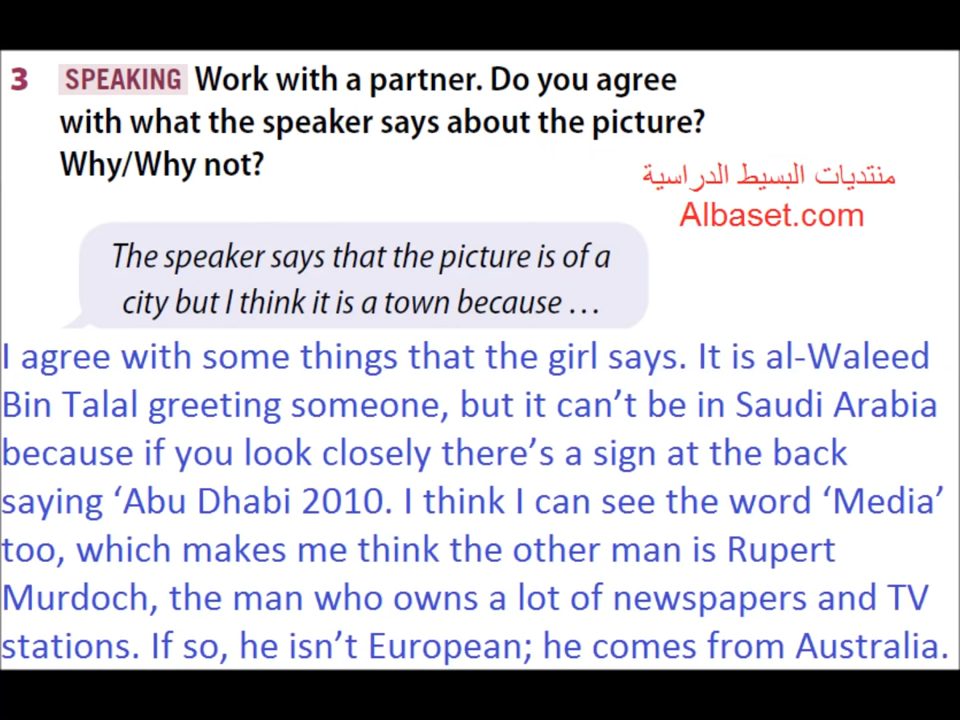 3 SPEAKING Work with a partner. Do you agree
with what the speaker says about the picture?
Why/Why not?
منتديات البسيط الدراسية
Albaset.com
The speaker says that the picture is of a
city but I think it is a town because …
I agree with some things that the girl says. It is al-Waleed
Bin Talal greeting someone, but it can’t be in Saudi Arabia
because if you look closely there’s a sign at the back
saying ‘Abu Dhabi 2010. I think I can see the word ‘Media’
too, which makes me think the other man is Rupert
Murdoch, the man who owns a lot of newspapers and TV
stations. If so, he isn’t European; he comes from Australia.